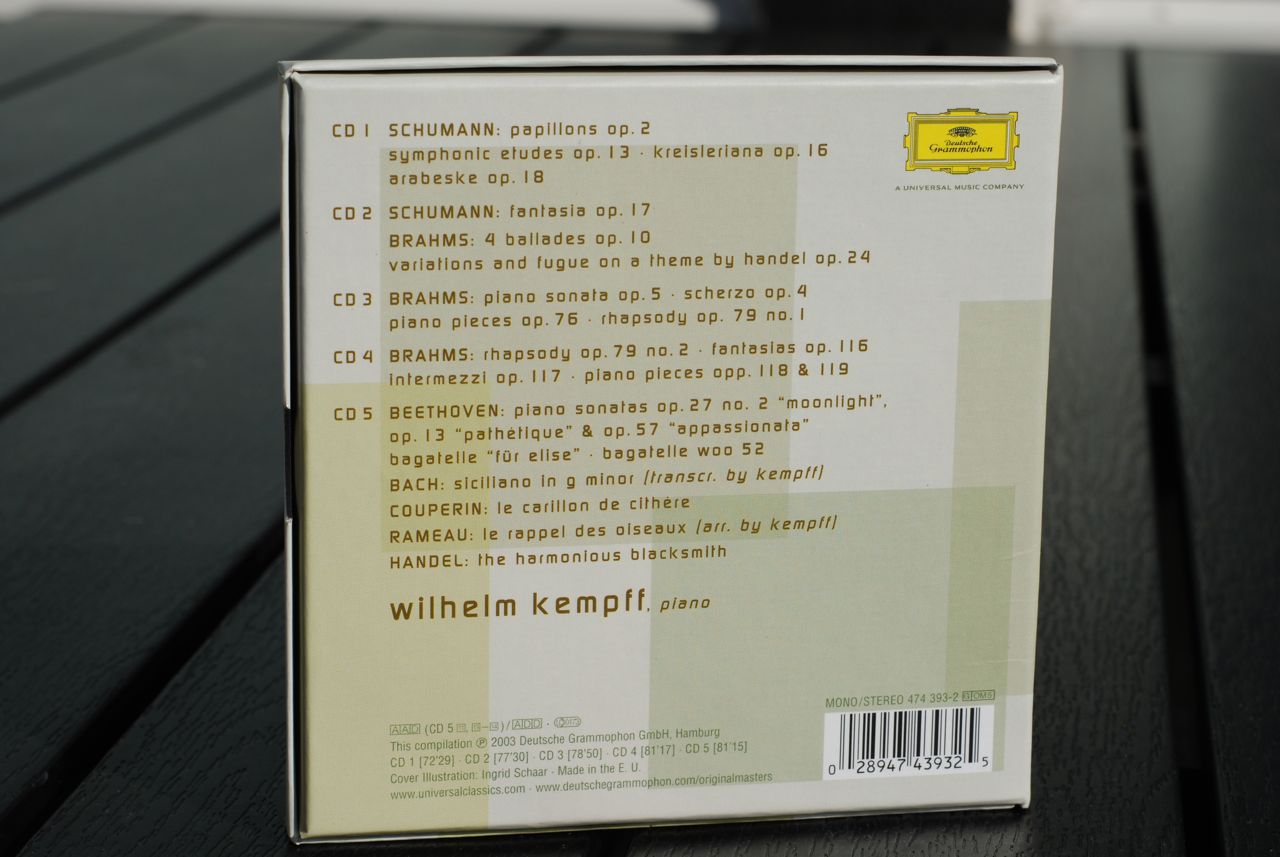 CD 1 SCHUMANN: papillons op. 2
symphonic etudes op. 13 · kreisleriana op. 16
arabeske op. 18
CD 2 SCHUMANN: fantasia op. 17
BRAHMS: 4 ballades op. 10
variations and fugue on a theme by handel op. 24
CD 3 BRAHMS: piano sonata op. 5 · scherzo op. 4
piano pieces op. 76 · rhapsody op. 79 no. 1
CD 4 BRAHMS: rhapsody op. 79 no. 2 · fantasias op. 116
intermezzi op. 117 · piano pieces opp. 118 & 119
CD 5 BEETHOVEN: piano sonatas op. 27 no. 2 "moonlight",
op. 13 "pathétique" & op. 57 "appassionata"
bagatelle "für elise" · bagatelle woo 52
BACH: siciliano in g minor (transcr. by kempff)
COUPERIN: le carillon de cithère
RAMEAU: le rappel des oiseaux (arr. by kempff)
HANDEL: the harmonious blacksmith
wilhelm kempff, piano
Deutsche
Grammophon
A UNIVERSAL MUSIC COMPANY
MONO/STEREO 474 393-2 GOM5
0 28947 43932 5
AAD (CD 5 ) / ADD ·
This compilation ℗ 2003 Deutsche Grammophon GmbH, Hamburg
CD 1 [72'29] · CD 2 [77'30] · CD 3 [78'50] · CD 4 [81'17] · CD 5 [81'15]
Cover Illustration: Ingrid Schaar · Made in the E. U.
www.universalclassics.com · www.deutschegrammophon.com/originalmasters